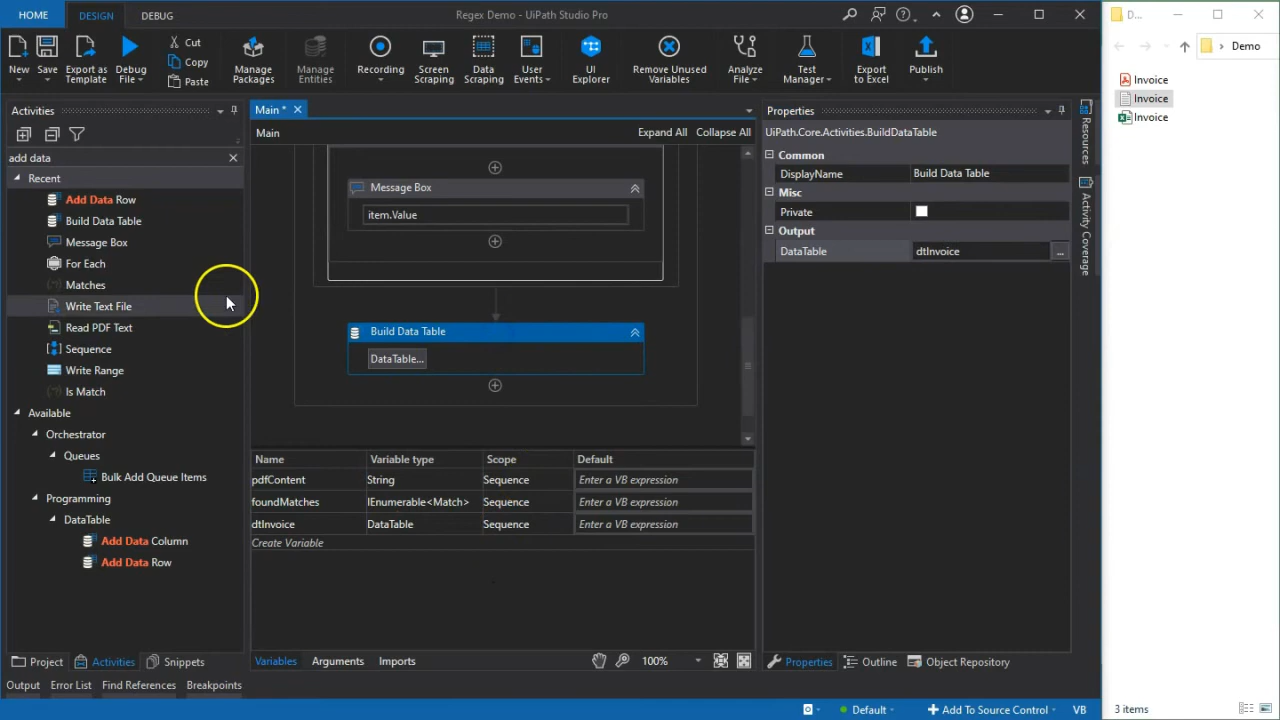 HOME DESIGN DEBUG Regex Demo - UiPath Studio Pro D...
New Save Export as Template Debug File Cut Copy Paste Manage Packages Manage Entities Recording Screen Scraping Data Scraping User Events UI Explorer Remove Unused Variables Analyze File Test Manager Export to Excel Publish
Demo
Invoice
Invoice
Invoice
Activities
add data
Recent
Add Data Row
Build Data Table
Message Box
For Each
Matches
Write Text File
Read PDF Text
Sequence
Write Range
Is Match
Available
Orchestrator
Queues
Bulk Add Queue Items
Programming
DataTable
Add Data Column
Add Data Row
Project Activities Snippets
Main *
Main Expand All Collapse All
Message Box
item.Value
Build Data Table
DataTable...
Name Variable type Scope Default
pdfContent String Sequence Enter a VB expression
foundMatches IEnumerable<Match> Sequence Enter a VB expression
dtInvoice DataTable Sequence Enter a VB expression
Create Variable
Variables Arguments Imports 100%
Properties
UiPath.Core.Activities.BuildDataTable
Common
DisplayName Build Data Table
Misc
Private
Output
DataTable dtInvoice ...
Properties Outline Object Repository
Resources
Activity Coverage
Output Error List Find References Breakpoints
Default Add To Source Control VB
3 items